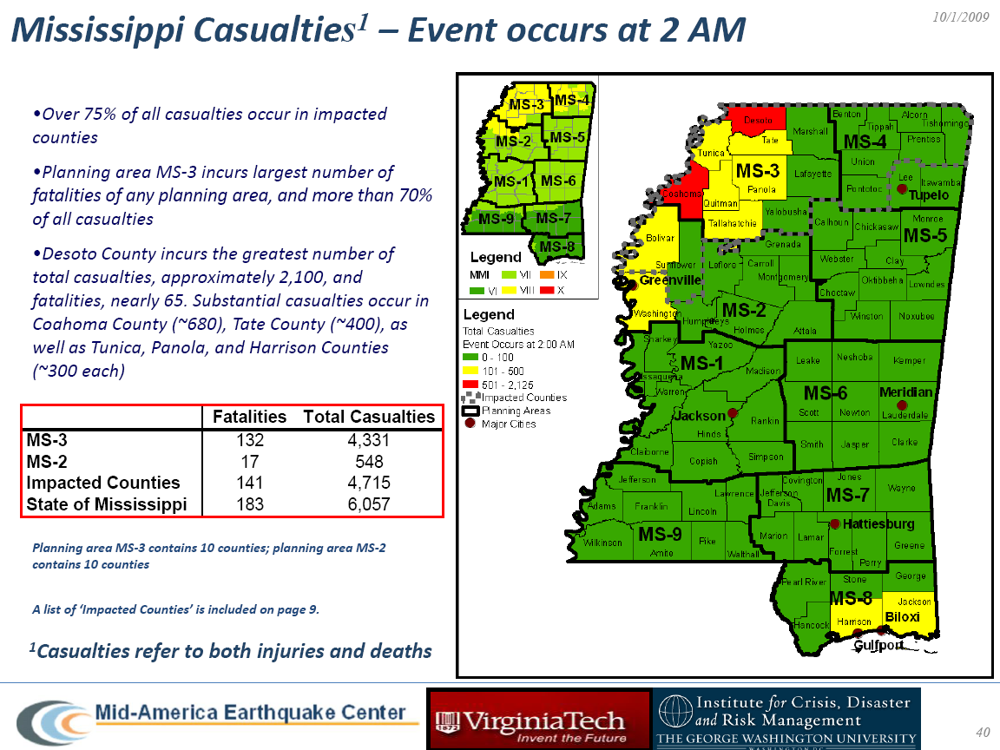 Mississippi Casualties1 – Event occurs at 2 AM
10/1/2009
•Over 75% of all casualties occur in impacted
counties
•Planning area MS-3 incurs largest number of
fatalities of any planning area, and more than 70%
of all casualties
•Desoto County incurs the greatest number of
total casualties, approximately 2,100, and
fatalities, nearly 65. Substantial casualties occur in
Coahoma County (~680), Tate County (~400), as
well as Tunica, Panola, and Harrison Counties
(~300 each)
Fatalities Total Casualties
MS-3 132 4,331
MS-2 17 548
Impacted Counties 141 4,715
State of Mississippi 183 6,057
Planning area MS-3 contains 10 counties; planning area MS-2
contains 10 counties
A list of ‘Impacted Counties’ is included on page 9.
1Casualties refer to both injuries and deaths
MS-3 MS-4
MS-2 MS-5
MS-1 MS-6
MS-9 MS-7
MS-8
Legend
MMI VII IX
VI VIII X
Legend
Total Casualties
Event Occurs at 2:00 AM
0 - 100
101 - 500
501 - 2,125
Impacted Counties
Planning Areas
Major Cities
Desoto Benton Alcorn
Marshall Tippah Tishomingo
Tate MS-4 Prentiss
Tunica Union
MS-3 Lafayette Lee Itawamba
Coahoma Panola Pontotoc Tupelo
Quitman
Yalobusha Calhoun Chickasaw Monroe
Tallahatchie MS-5
Bolivar Grenada
Sunflower Leflore Carroll Webster Clay
Greenville Montgomery Oktibbeha Lowndes
Choctaw
Washington MS-2 Winston Noxubee
Humphreys Holmes Attala
Sharkey Yazoo
MS-1 Leake Neshoba Kemper
Issaquena Madison
Warren MS-6 Meridian
Jackson Rankin Scott Newton Lauderdale
Hinds
Claiborne Copiah Simpson Smith Jasper Clarke
Jefferson Covington Jones
Lawrence Jefferson Davis MS-7 Wayne
Adams Franklin Lincoln
MS-9 Hattiesburg
Wilkinson Amite Pike Walthall Marion Lamar Forrest Greene
Perry
Pearl River Stone George
MS-8 Jackson
Hancock Harrison Biloxi
Gulfport
Mid-America Earthquake Center
1872
VirginiaTech
Invent the Future
Institute for Crisis, Disaster
and Risk Management
THE GEORGE WASHINGTON UNIVERSITY
WASHINGTON DC
40